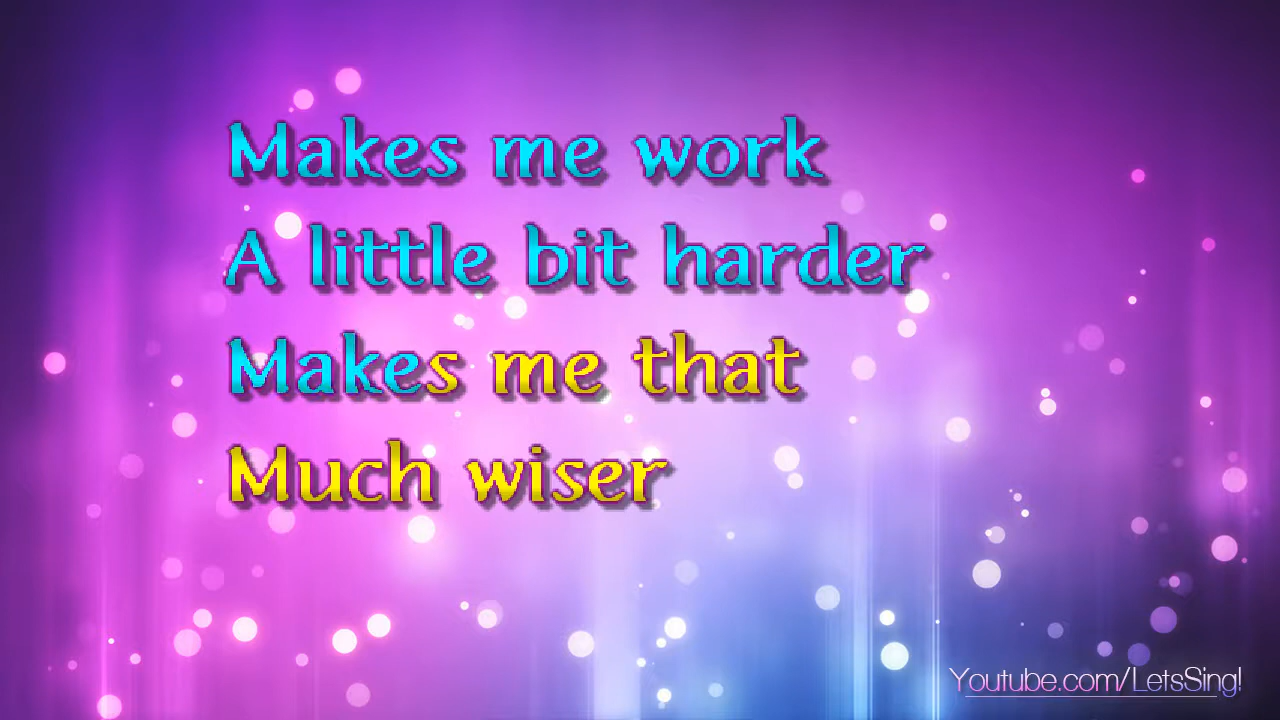 Makes me work
A little bit harder
Makes me that
Much wiser
Youtube.com/LetsSing!